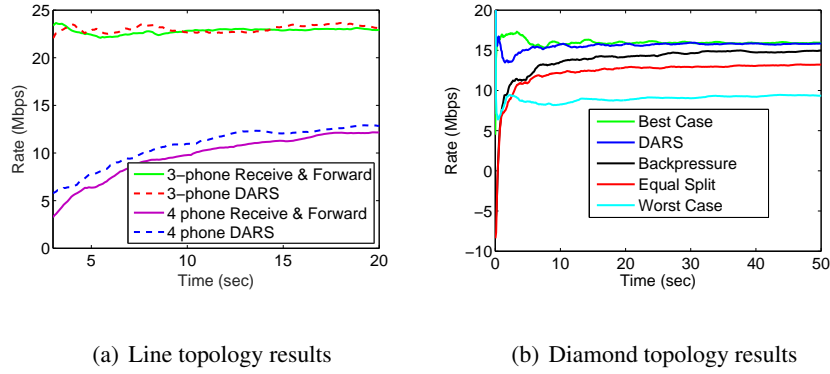 25
20
15
10
5
0
Rate (Mbps)
5
10
15
20
Time (sec)
3−phone Receive & Forward
3−phone DARS
4 phone Receive & Forward
4 phone DARS
(a) Line topology results
20
15
10
5
0
−5
−10
Rate (Mbps)
0
10
20
30
40
50
Time (sec)
Best Case
DARS
Backpressure
Equal Split
Worst Case
(b) Diamond topology results